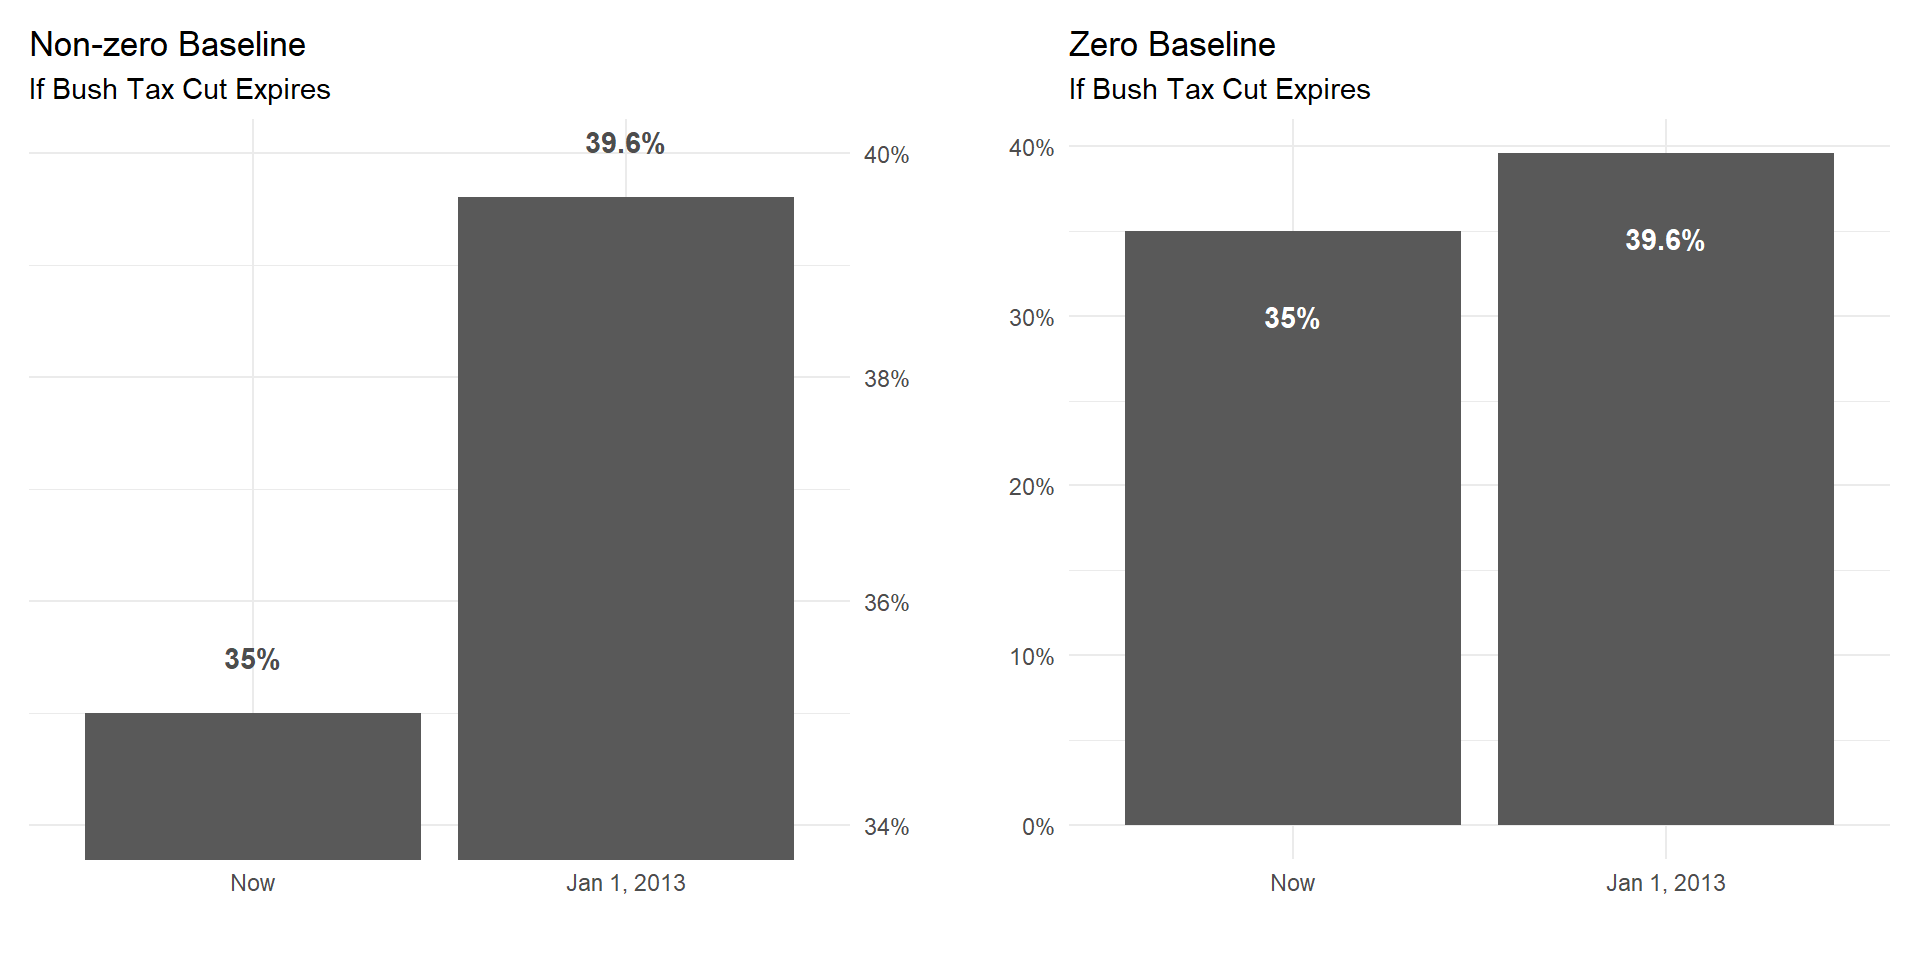 Non-zero Baseline
If Bush Tax Cut Expires
39.6%
35%
40%
38%
36%
34%
Now
Jan 1, 2013
Zero Baseline
If Bush Tax Cut Expires
40%
30%
20%
10%
0%
39.6%
35%
Now
Jan 1, 2013